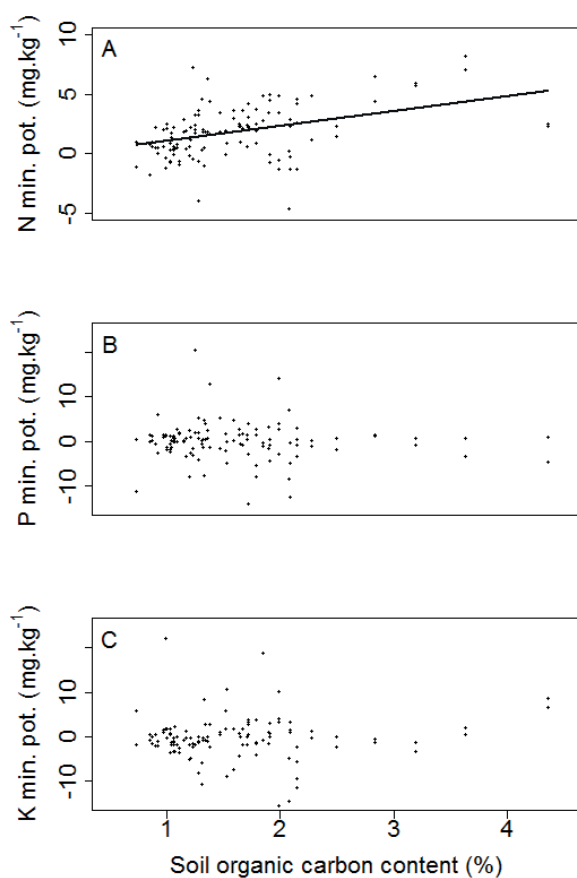 A
N min. pot. (mg.kg⁻¹)
10
5
0
-5
B
P min. pot. (mg.kg⁻¹)
10
0
-10
C
K min. pot. (mg.kg⁻¹)
10
0
-10
1 2 3 4
Soil organic carbon content (%)